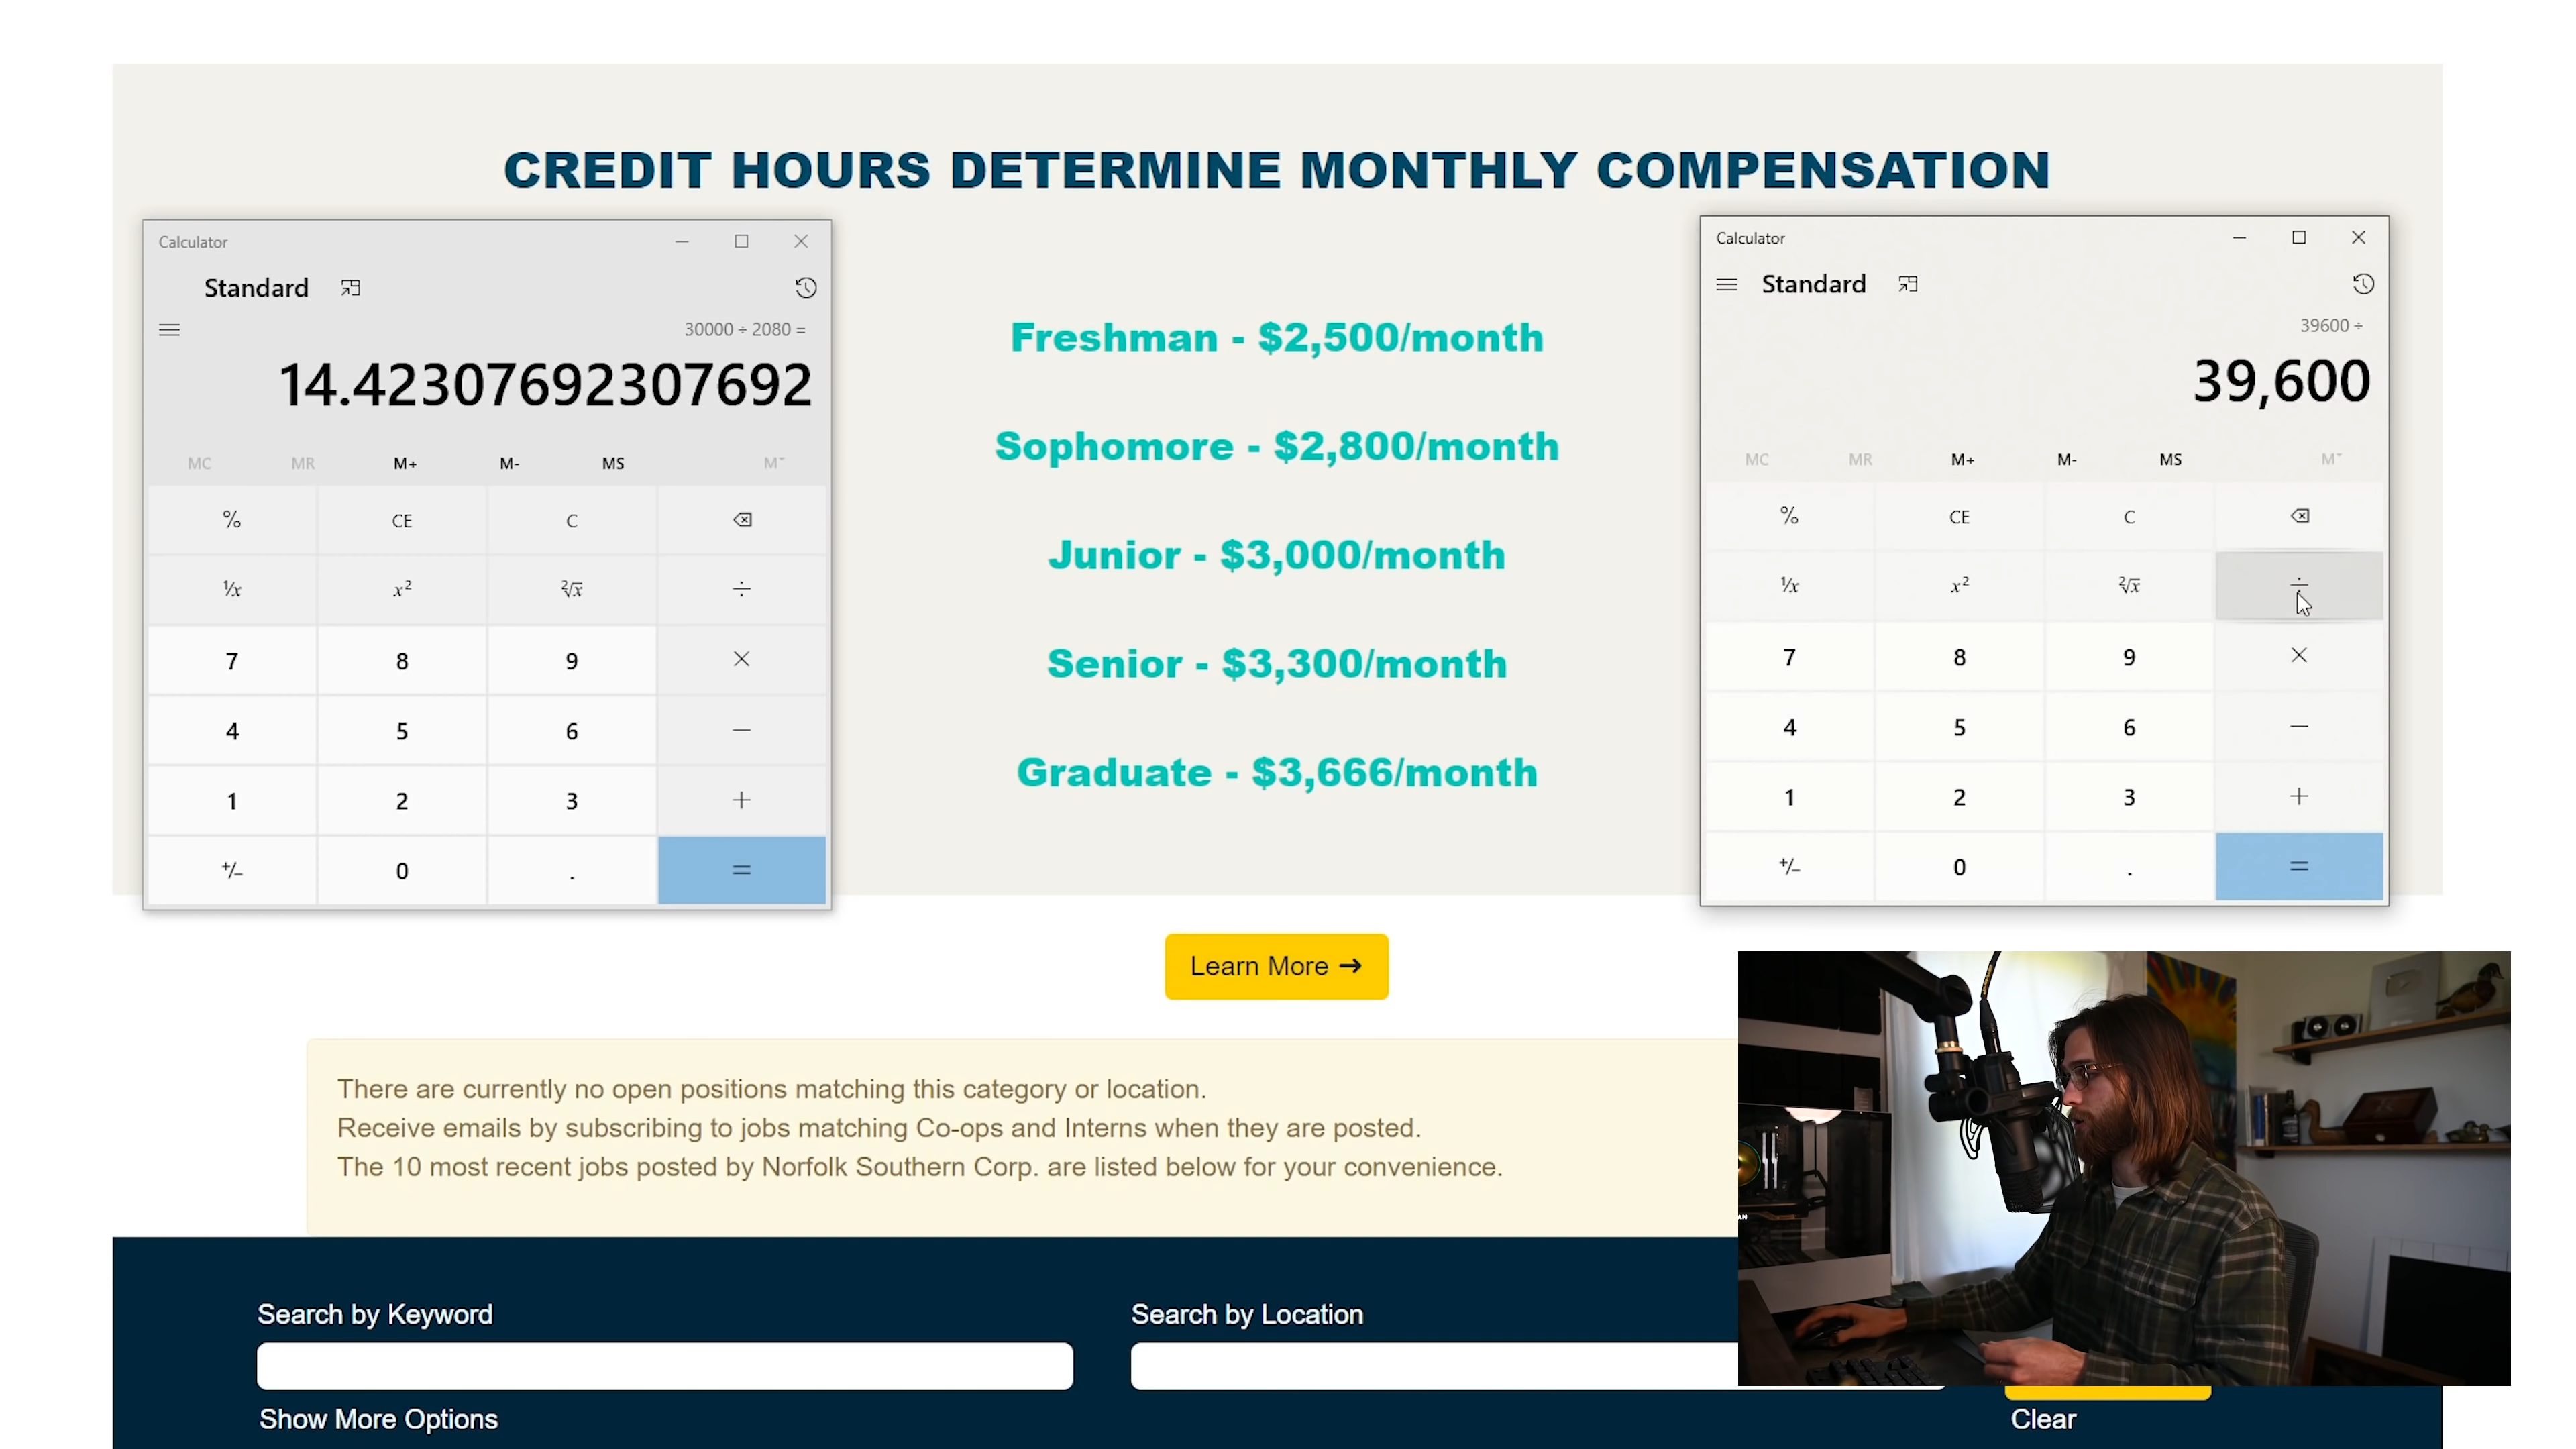 CREDIT HOURS DETERMINE MONTHLY COMPENSATION
Calculator
Standard
30000 ÷ 2080 =
14.42307692307692
MC MR M+ M- MS M˅
% CE C
⅟x x² ²√x ÷
7 8 9 ×
4 5 6 −
1 2 3 +
+/− 0 . =
Freshman - $2,500/month
Sophomore - $2,800/month
Junior - $3,000/month
Senior - $3,300/month
Graduate - $3,666/month
Calculator
Standard
39600 ÷
39,600
MC MR M+ M- MS M˅
% CE C
⅟x x² ²√x ÷
7 8 9 ×
4 5 6 −
1 2 3 +
+/− 0 . =
Learn More →
There are currently no open positions matching this category or location.
Receive emails by subscribing to jobs matching Co-ops and Interns when they are posted.
The 10 most recent jobs posted by Norfolk Southern Corp. are listed below for your convenience.
Search by Keyword
Search by Location
Show More Options
Clear